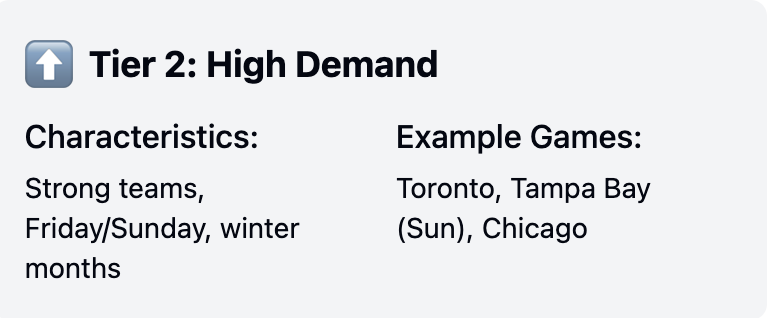 Tier 2: High Demand
Characteristics:
Strong teams,
Friday/Sunday, winter
months
Example Games:
Toronto, Tampa Bay
(Sun), Chicago